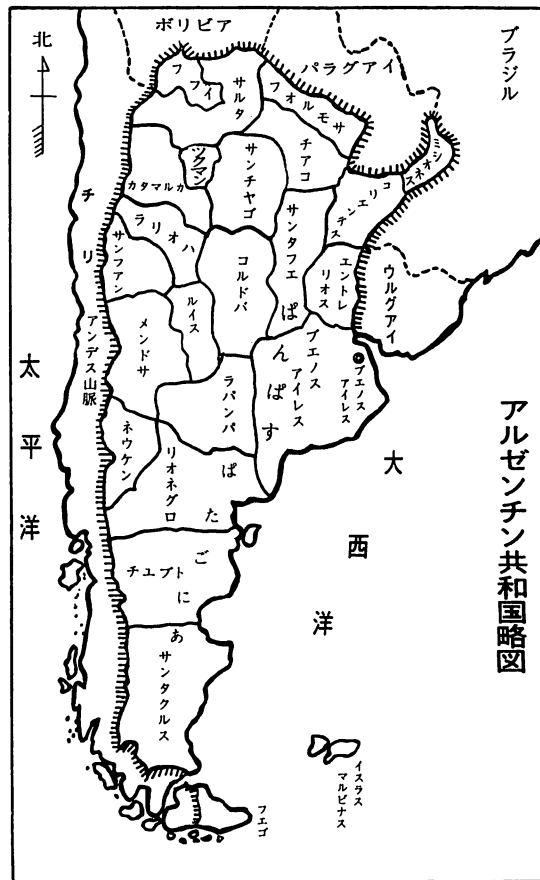 アルゼンチン共和国略図
北
ボリビア
パラグアイ
ブラジル
フフイ
サルタ
フオルモサ
チアコ
ミシオネス
コリエンテス
ツクマン
カタマルカ
サンチヤゴ
サンタフエ
ラリオハ
サンフアン
コルドバ
エントレ
リオス
ウルグアイ
チリ
アンデス山脈
メンドサ
ルイス
ぱんぱす
ブエノス
アイレス
ブエノス
アイレス
ラパンパ
ネウケン
リオネグロ
ぱたごにあ
チエブト
サンタクルス
太平洋
大西洋
イスラス
マルビナス
フエゴ